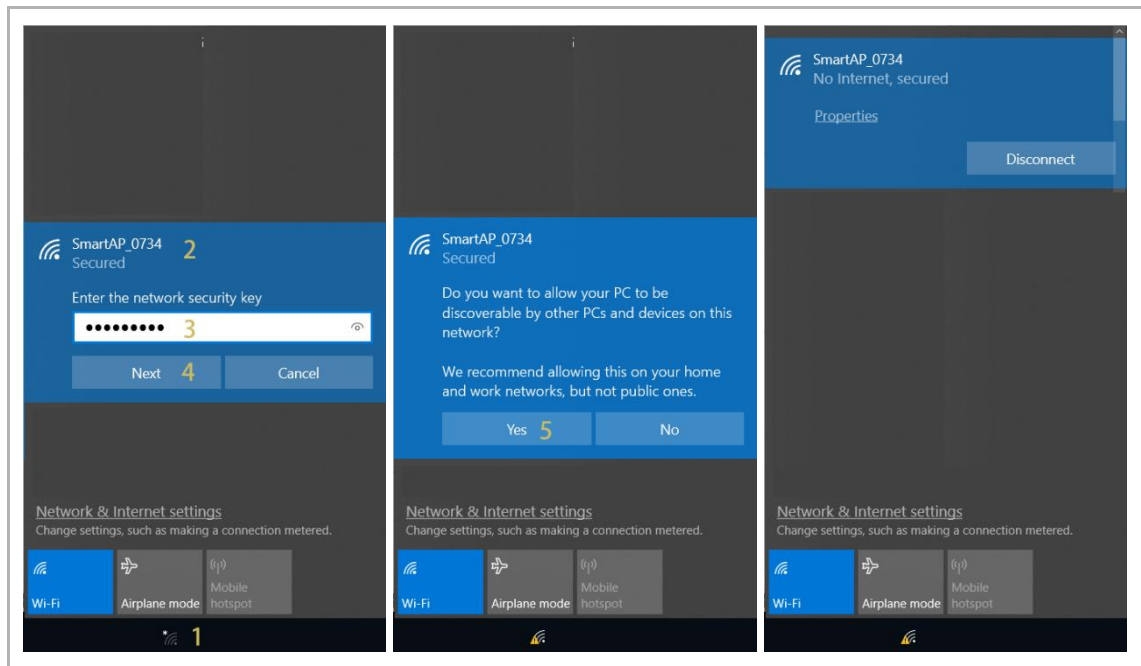 SmartAP_0734 2
Secured
Enter the network security key
3
Next 4 Cancel
Network & Internet settings
Change settings, such as making a connection metered.
Wi-Fi
Airplane mode
Mobile
hotspot
1
SmartAP_0734
Secured
Do you want to allow your PC to be
discoverable by other PCs and devices on this
network?
We recommend allowing this on your home
and work networks, but not public ones.
Yes 5 No
Network & Internet settings
Change settings, such as making a connection metered.
Wi-Fi
Airplane mode
Mobile
hotspot
SmartAP_0734
No Internet, secured
Properties
Disconnect
Network & Internet settings
Change settings, such as making a connection metered.
Wi-Fi
Airplane mode
Mobile
hotspot